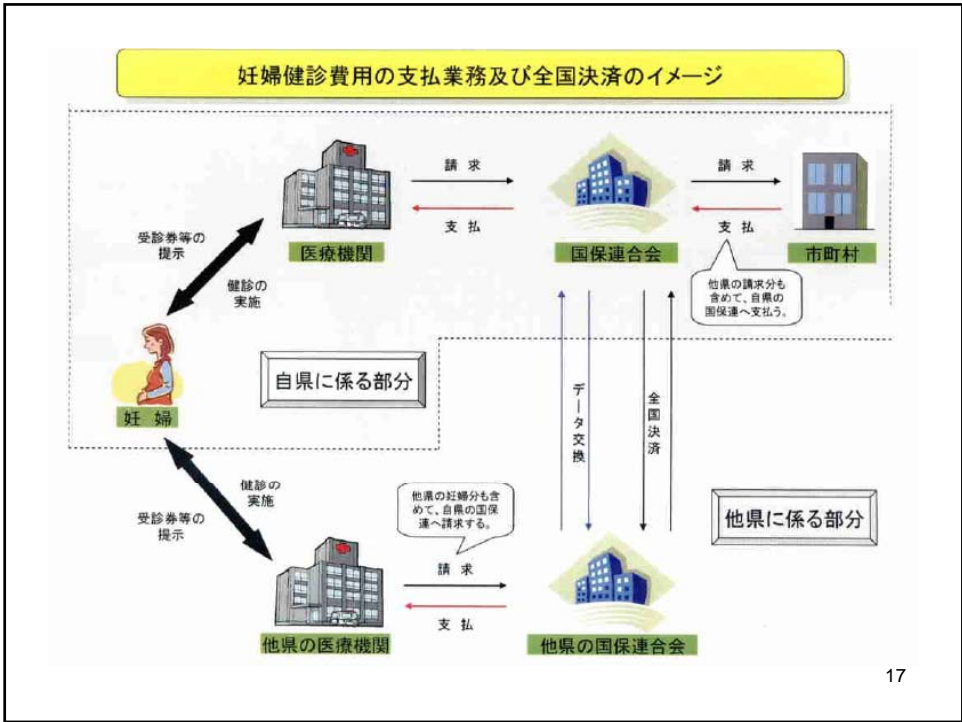 妊婦健診費用の支払業務及び全国決済のイメージ
請 求
支 払
請 求
支 払
医療機関
国保連合会
市町村
受診券等の
提示
健診の
実施
他県の請求分も
含めて、自県の
国保連へ支払う。
妊 婦
自県に係る部分
データ交換
全国決済
健診の
実施
受診券等の
提示
他県の妊婦分も含
めて、自県の国保
連へ請求する。
他県に係る部分
請 求
支 払
他県の医療機関
他県の国保連合会
17